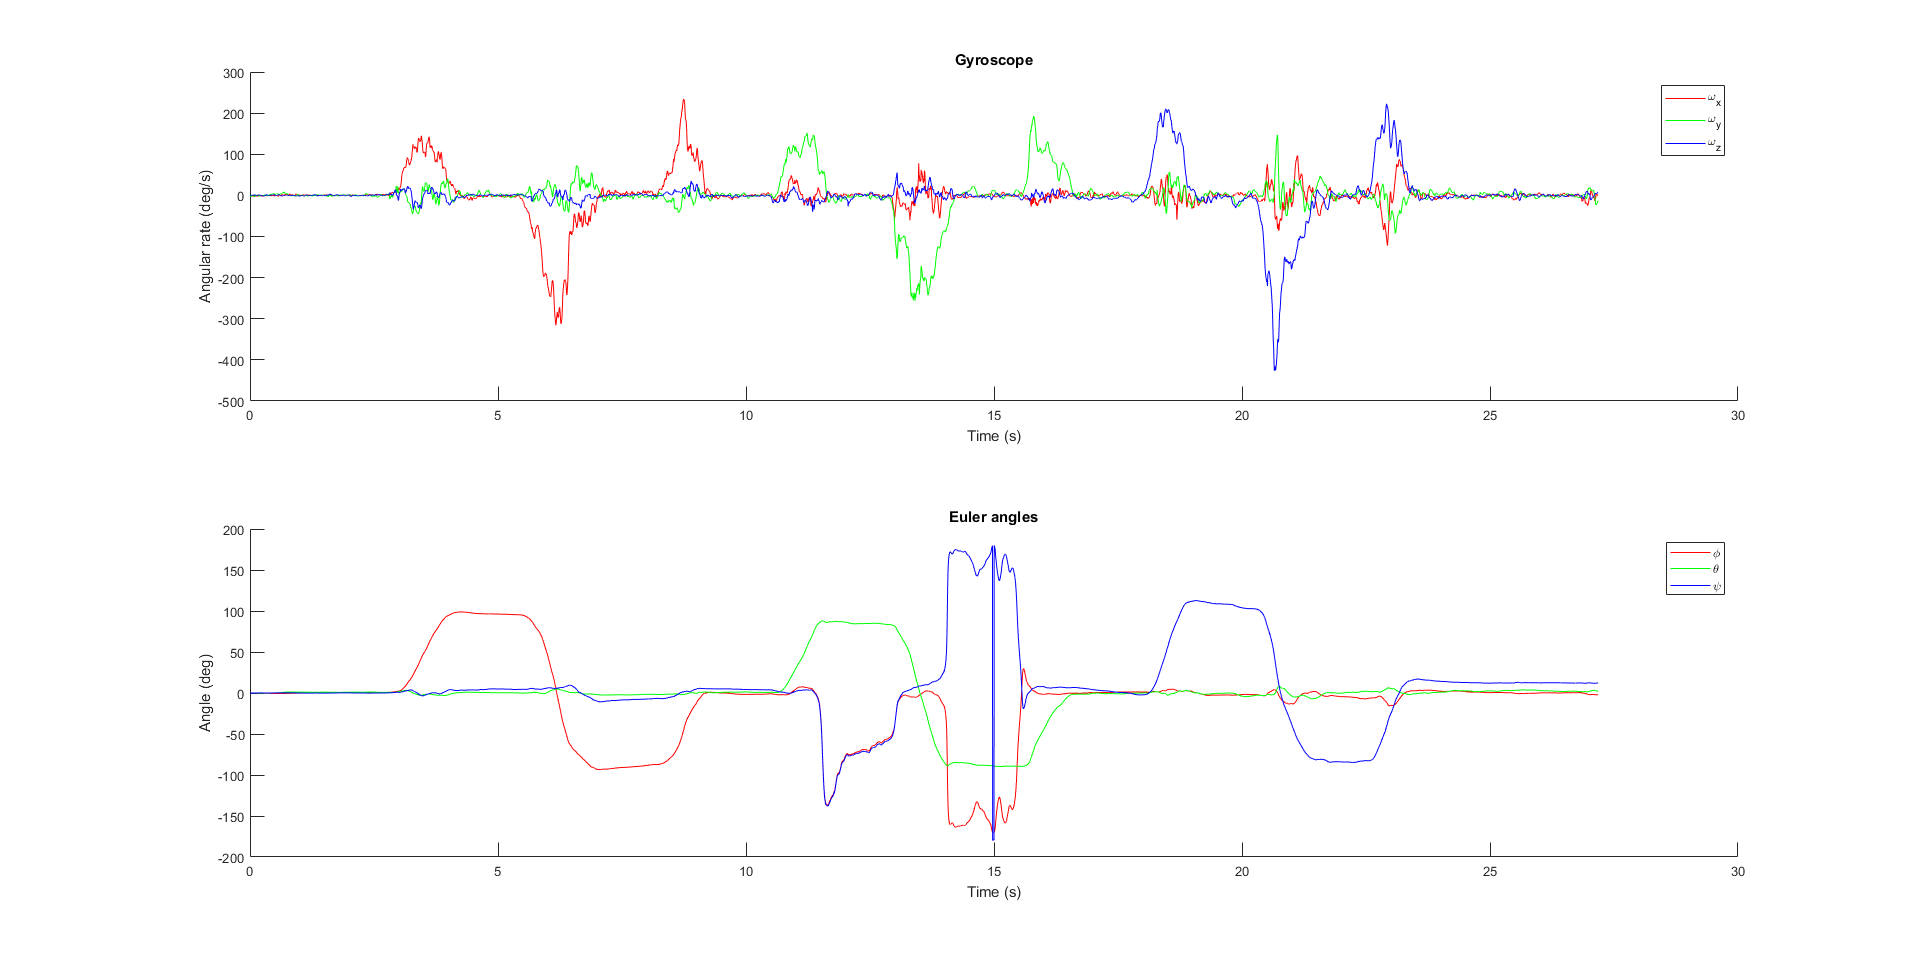 Gyroscope
300
200
100
0
-100
-200
-300
-400
-500
Angular rate (deg/s)
0 5 10 15 20 25 30
Time (s)
ωx
ωy
ωz
Euler angles
200
150
100
50
0
-50
-100
-150
-200
Angle (deg)
0 5 10 15 20 25 30
Time (s)
ϕ
θ
ψ